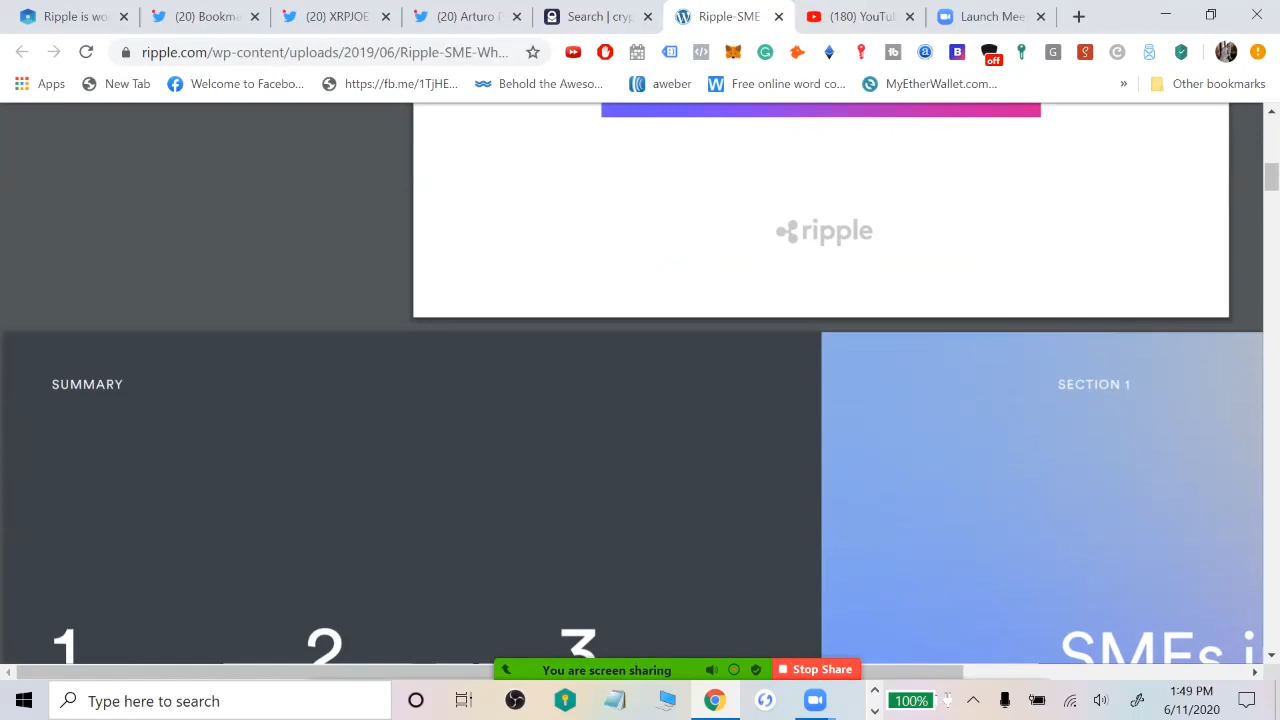 Ripple is wo
(20) Bookma
(20) XRPJOE
(20) Arturo P
Search | cryp
Ripple-SME
(180) YouTu
Launch Mee
ripple.com/wp-content/uploads/2019/06/Ripple-SME-Wh...
off
Apps
New Tab
Welcome to Facebo...
https://fb.me/1TjHE...
Behold the Aweso...
aweber
Free online word co...
MyEtherWallet.com...
»
Other bookmarks
ripple
SUMMARY
SECTION 1
1
2
3
SMEs i
You are screen sharing
Stop Share
Type here to search
100%
1:49 PM
6/11/2020